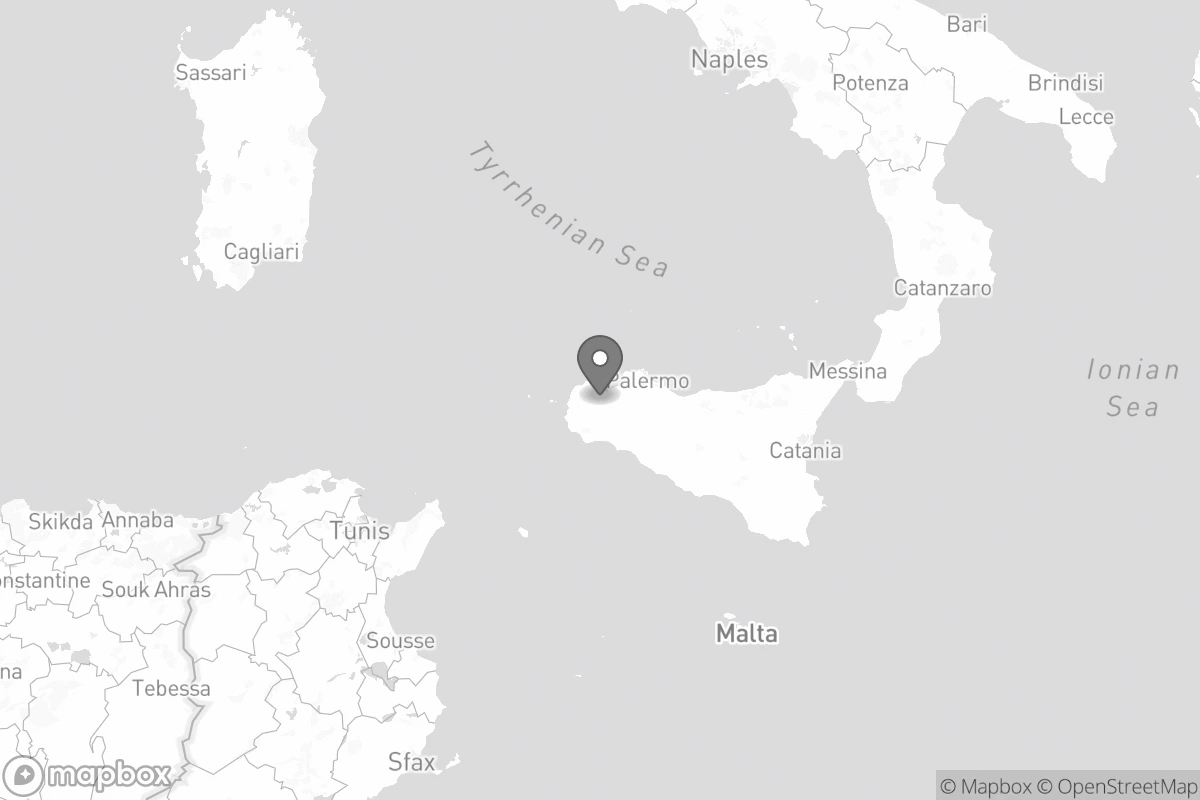 Bari
Naples
Sassari
Potenza
Brindisi
Lecce
Tyrrhenian Sea
Cagliari
Catanzaro
Messina
Ionian
Sea
Palermo
Catania
Skikda
Annaba
Tunis
onstantine
Souk Ahras
Malta
Sousse
na
Tebessa
Sfax
mapbox
© Mapbox © OpenStreetMap